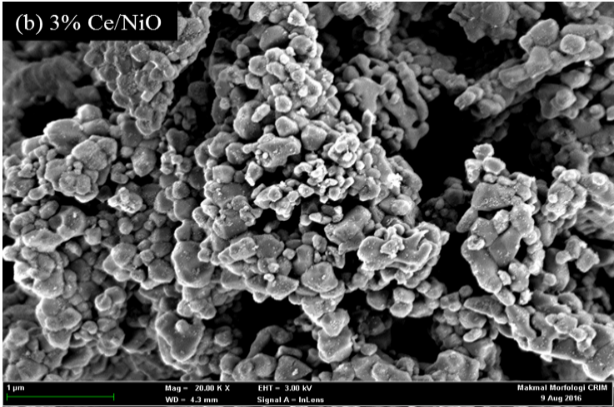 (b) 3% Ce/NiO
1 µm
Mag = 20.00 K X
EHT = 3.00 kV
Makmal Morfologi CRIM
WD = 4.3 mm
Signal A = InLens
9 Aug 2016